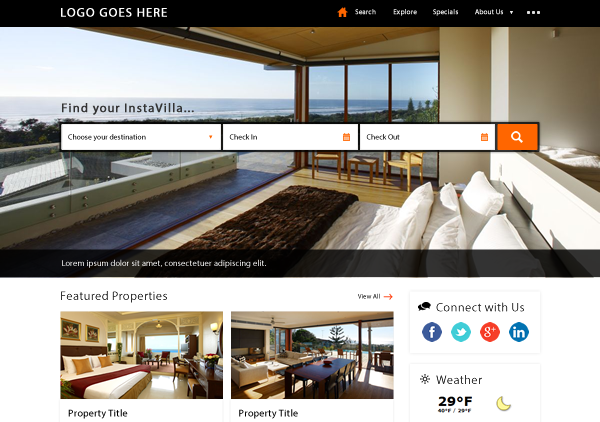 LOGO GOES HERE
Search Explore Specials About Us
Find your InstaVilla...
Choose your destination Check In Check Out
Lorem ipsum dolor sit amet, consectetuer adipiscing elit.
Featured Properties
View All
Connect with Us
f g+ in
Weather
29°F
40°F / 29°F
Property Title Property Title